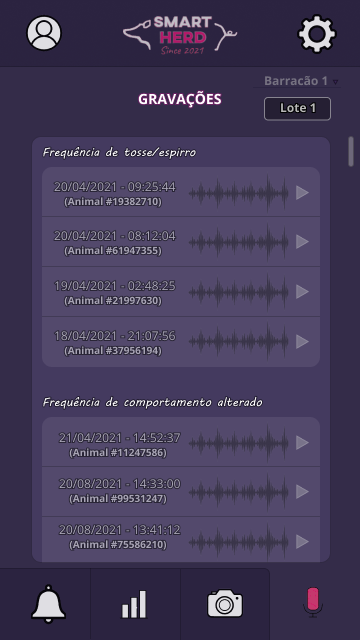 SMART
HERD
Since 2021
Barracão 1
GRAVAÇÕES
Lote 1
Frequência de tosse/espirro
20/04/2021 - 09:25:44
(Animal #19382710)
20/04/2021 - 08:12:04
(Animal #61947355)
19/04/2021 - 02:48:25
(Animal #21997630)
18/04/2021 - 21:07:56
(Animal #37956194)
Frequência de comportamento alterado
21/04/2021 - 14:52:37
(Animal #11247586)
20/08/2021 - 14:33:00
(Animal #99531247)
20/08/2021 - 13:41:12
(Animal #75586210)